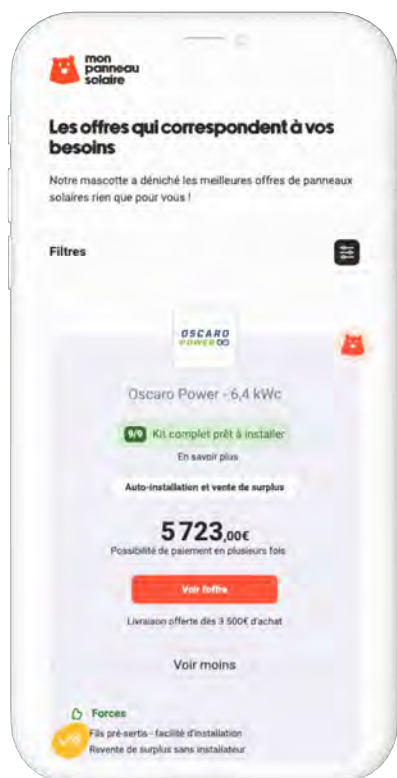 mon
panneau
solaire
Les offres qui correspondent à vos
besoins
Notre mascotte a déniché les meilleures offres de panneaux
solaires rien que pour vous !
Filtres
OSCARO
POWER
Oscaro Power - 6,4 kWc
9/9 Kit complet prêt à installer
En savoir plus
Auto-installation et vente de surplus
5 723,00€
Possibilité de paiement en plusieurs fois
Voir l'offre
Livraison offerte dès 3 500€ d'achat
Voir moins
Forces
Fils pré-sertis - facilité d'installation
Revente de surplus sans installateur